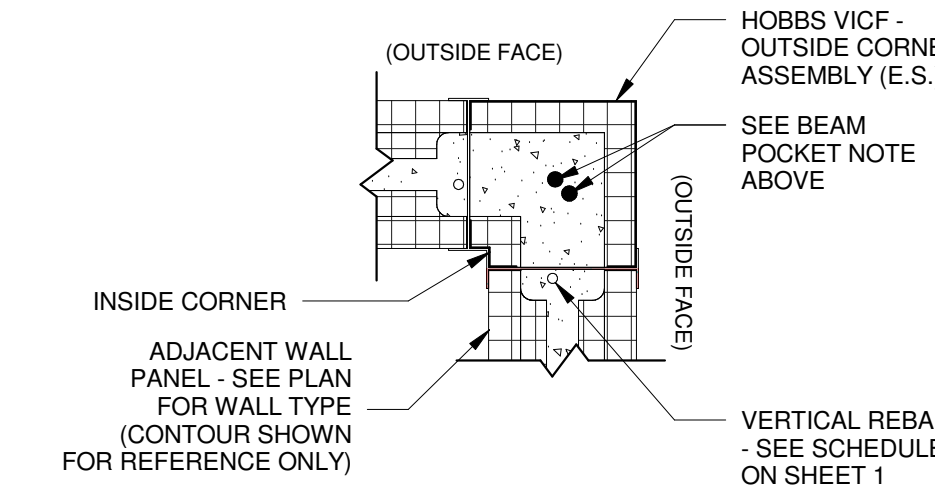 HOBBS VICF -
OUTSIDE CORNE
ASSEMBLY (E.S.
(OUTSIDE FACE)
SEE BEAM
POCKET NOTE
ABOVE
(OUTSIDE FACE)
INSIDE CORNER
ADJACENT WALL
PANEL - SEE PLAN
FOR WALL TYPE
(CONTOUR SHOWN
FOR REFERENCE ONLY)
VERTICAL REBA
- SEE SCHEDULE
ON SHEET 1